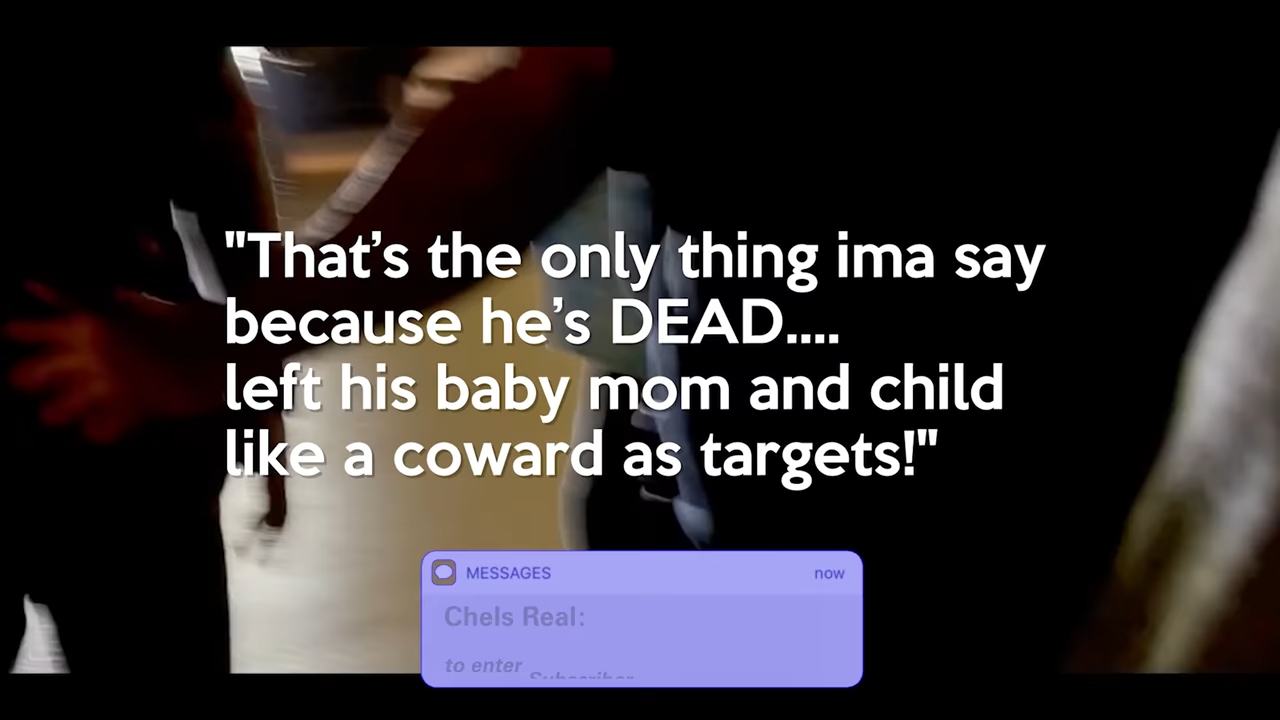 "That’s the only thing ima say
because he’s DEAD....
left his baby mom and child
like a coward as targets!"
MESSAGES now
Chels Real:
to enter
Subscriber